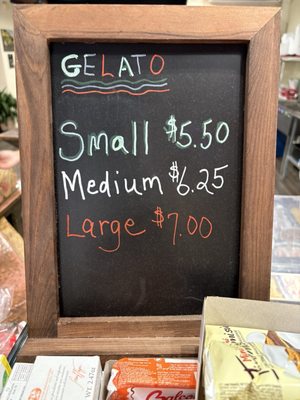 GELATO
Small $5.50
Medium $6.25
Large $7.00